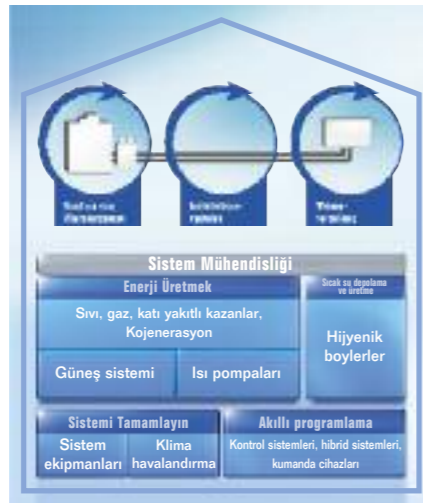 Sistem Mühendisliği
Enerji Üretmek
Sıvı, gaz, katı yakıtlı kazanlar,
Kojenerasyon
Güneş sistemi
Isı pompaları
Sıcak su depolama
ve üretime
Hijyenik
boylerler
Sistemi Tamamlayın
Sistem
ekipmanları
Klima
havalandırma
Akıllı programlama
Kontrol sistemleri, hibrid sistemleri,
kumanda cihazları